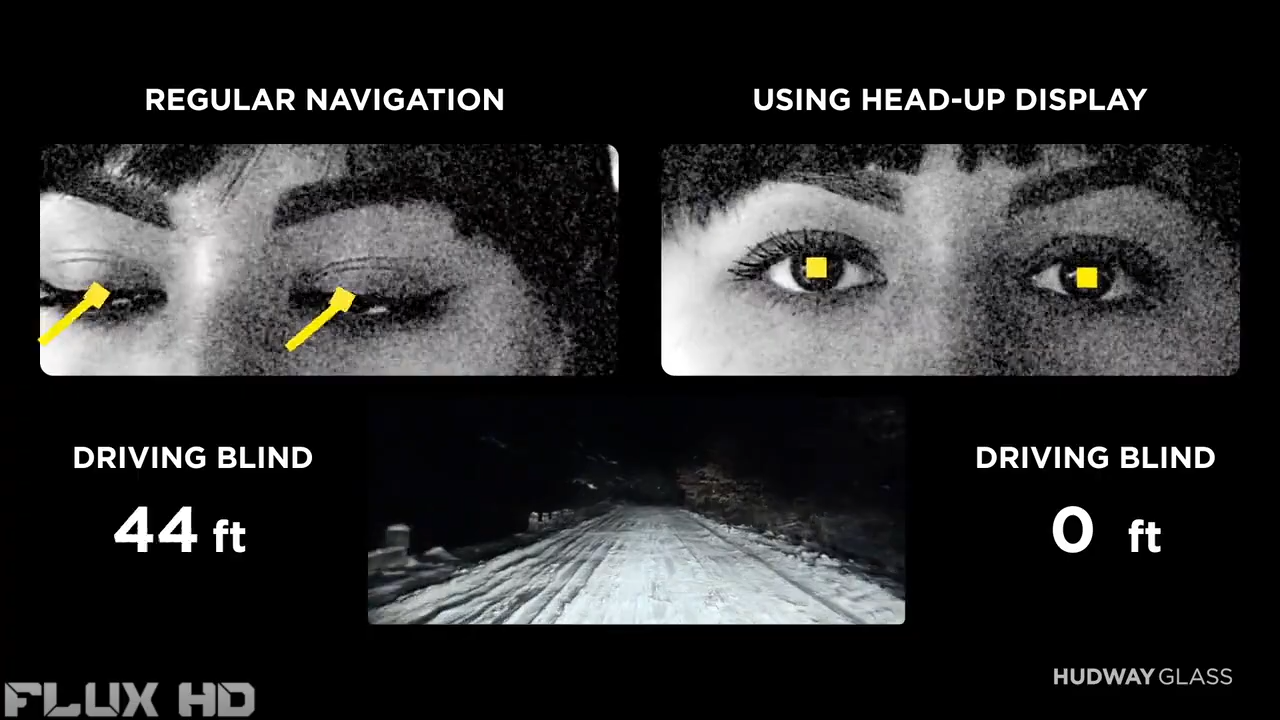 REGULAR NAVIGATION
USING HEAD-UP DISPLAY
DRIVING BLIND
44 ft
DRIVING BLIND
0 ft
HUDWAY GLASS
FLUX HD